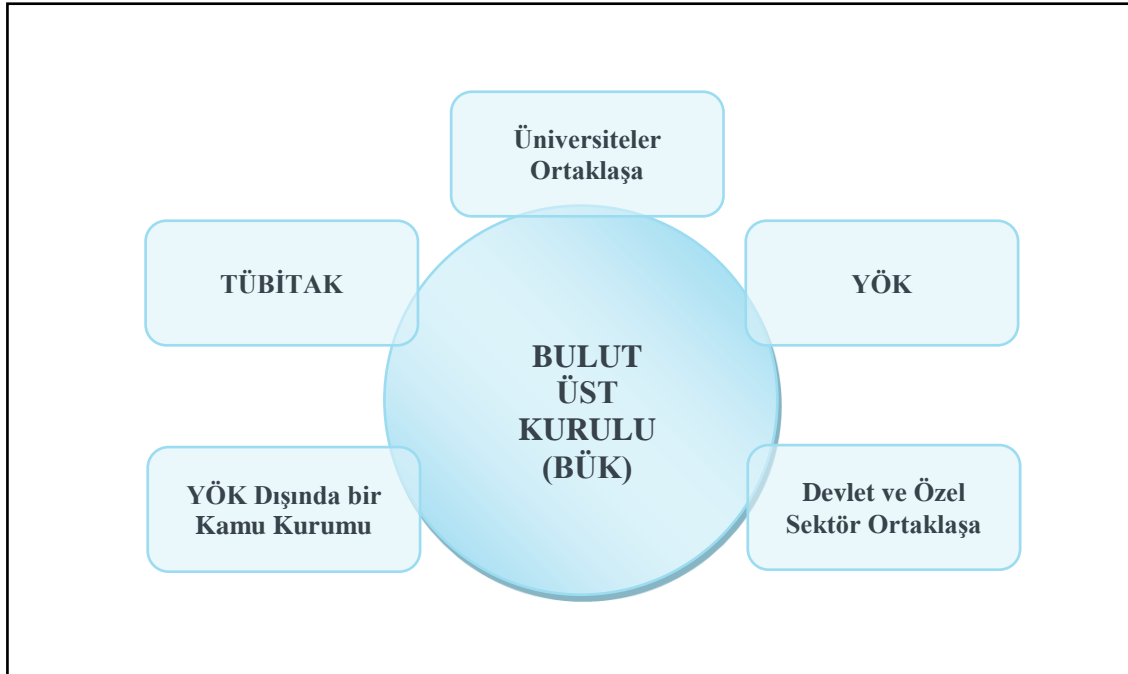 Üniversiteler
Ortaklaşa
TÜBİTAK
YÖK
BULUT
ÜST
KURULU
(BÜK)
YÖK Dışında bir
Kamu Kurumu
Devlet ve Özel
Sektör Ortaklaşa